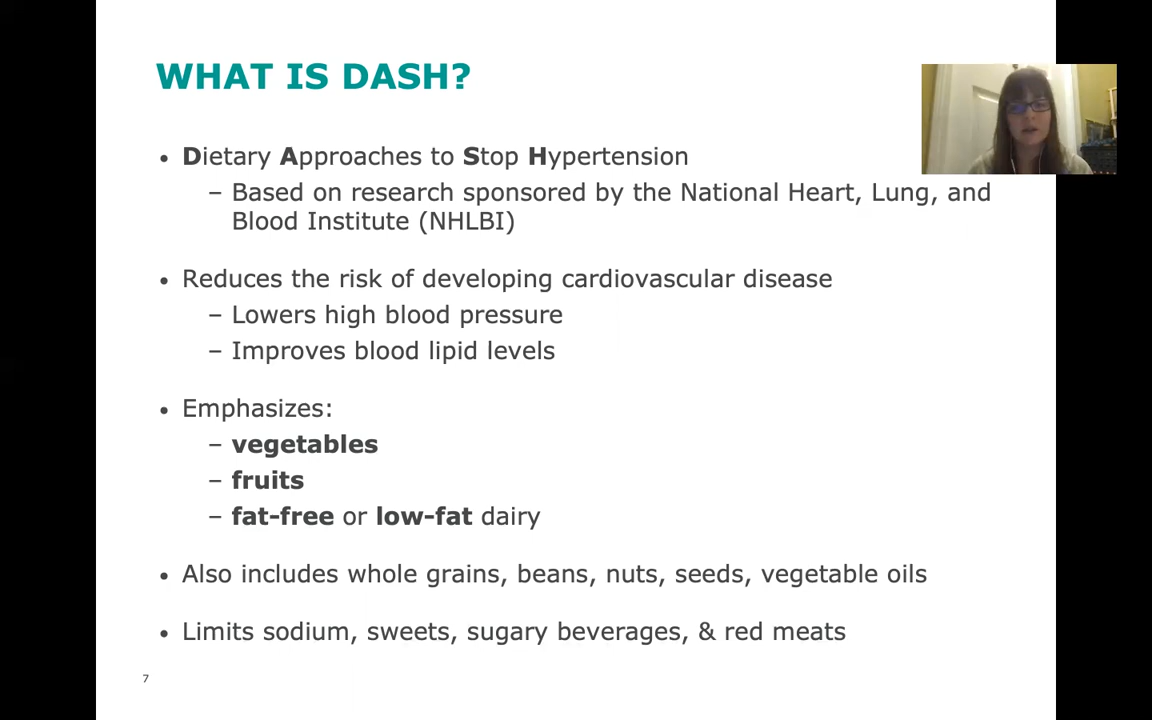 WHAT IS DASH?
• Dietary Approaches to Stop Hypertension
– Based on research sponsored by the National Heart, Lung, and
Blood Institute (NHLBI)
• Reduces the risk of developing cardiovascular disease
– Lowers high blood pressure
– Improves blood lipid levels
• Emphasizes:
– vegetables
– fruits
– fat-free or low-fat dairy
• Also includes whole grains, beans, nuts, seeds, vegetable oils
• Limits sodium, sweets, sugary beverages, & red meats
7